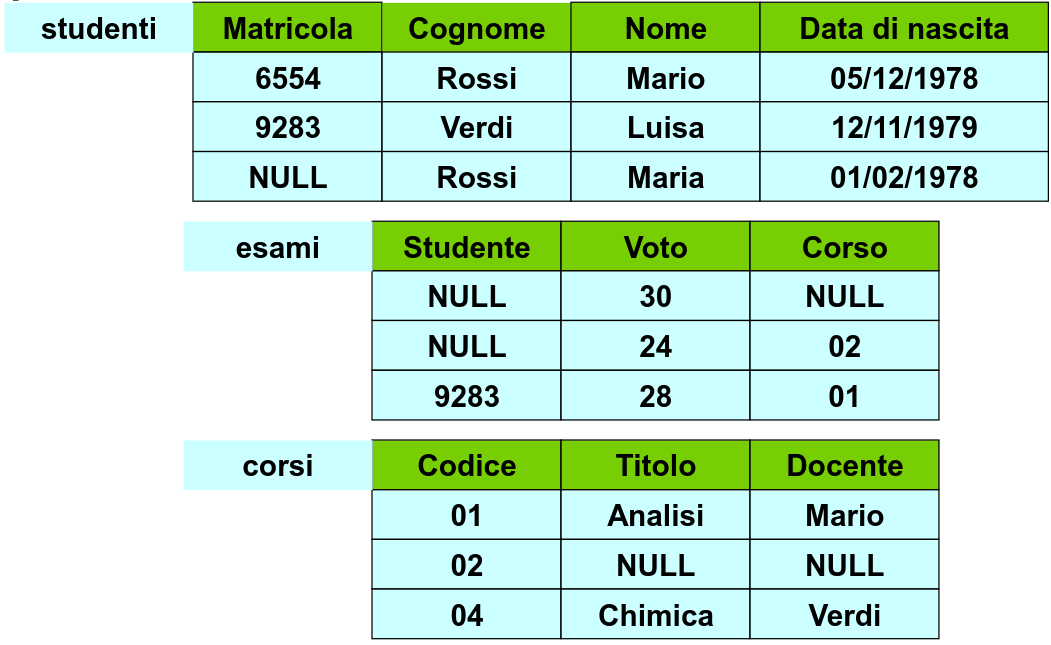 studenti Matricola Cognome Nome Data di nascita
6554 Rossi Mario 05/12/1978
9283 Verdi Luisa 12/11/1979
NULL Rossi Maria 01/02/1978
esami Studente Voto Corso
NULL 30 NULL
NULL 24 02
9283 28 01
corsi Codice Titolo Docente
01 Analisi Mario
02 NULL NULL
04 Chimica Verdi